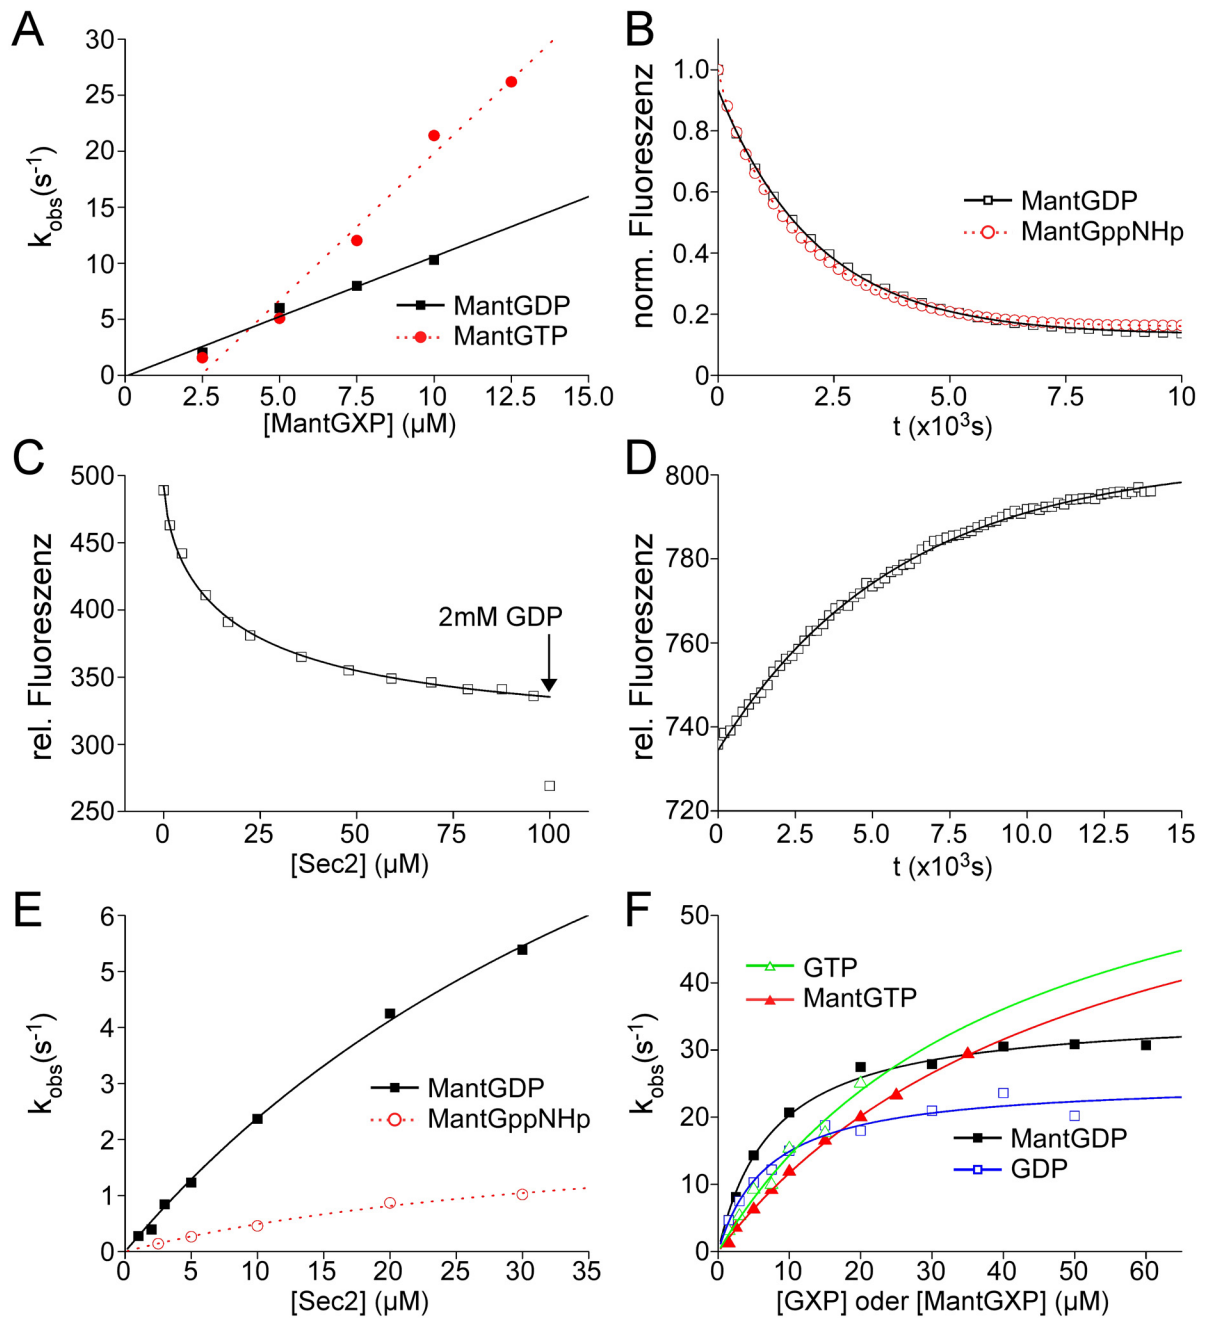 A
30
25
20
15
10
5
0
k_obs(s⁻¹)
MantGDP
MantGTP
0 2.5 5.0 7.5 10 12.5 15.0
[MantGXP] (µM)
B
1.0
0.8
0.6
0.4
0.2
0
norm. Fluoreszenz
MantGDP
MantGppNHp
0 2.5 5.0 7.5 10
t (x10³s)
C
500
450
400
350
300
250
rel. Fluoreszenz
2mM GDP
0 25 50 75 100
[Sec2] (µM)
D
800
780
760
740
720
rel. Fluoreszenz
0 2.5 5.0 7.5 10.0 12.5 15
t (x10³s)
E
6
5
4
3
2
1
0
k_obs(s⁻¹)
MantGDP
MantGppNHp
0 5 10 15 20 25 30 35
[Sec2] (µM)
F
50
40
30
20
10
0
k_obs(s⁻¹)
GTP
MantGTP
MantGDP
GDP
0 10 20 30 40 50 60
[GXP] oder [MantGXP] (µM)